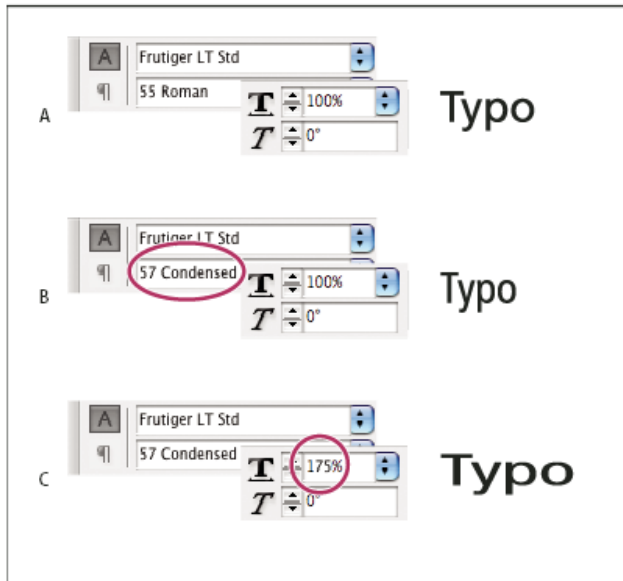 A
Frutiger LT Std
¶
55 Roman
T
100%
T
0°
A
Typo
A
Frutiger LT Std
¶
57 Condensed
T
100%
T
0°
B
Typo
A
Frutiger LT Std
¶
57 Condensed
T
175%
T
0°
C
Typo